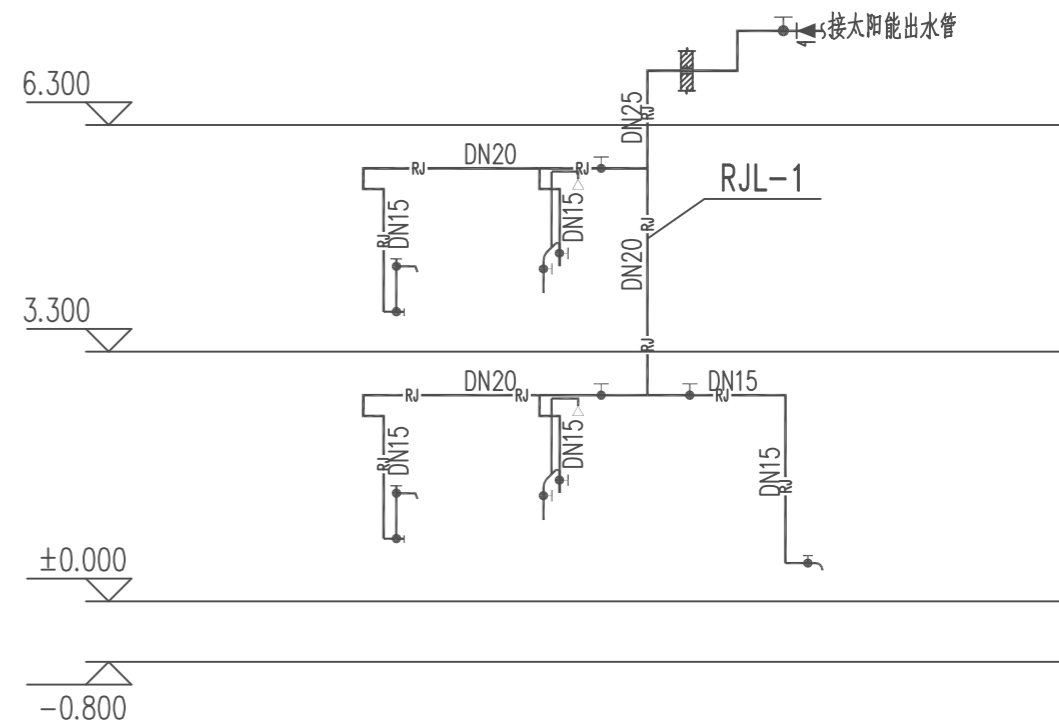 接太阳能出水管
6.300
DN25
RJ
DN20
RJ
RJ
RJL-1
DN15
DN15
RJ
RJ
DN20
3.300
RJ
DN20
RJ
RJ
DN15
RJ
DN15
RJ
DN15
DN15
RJ
±0.000
-0.800